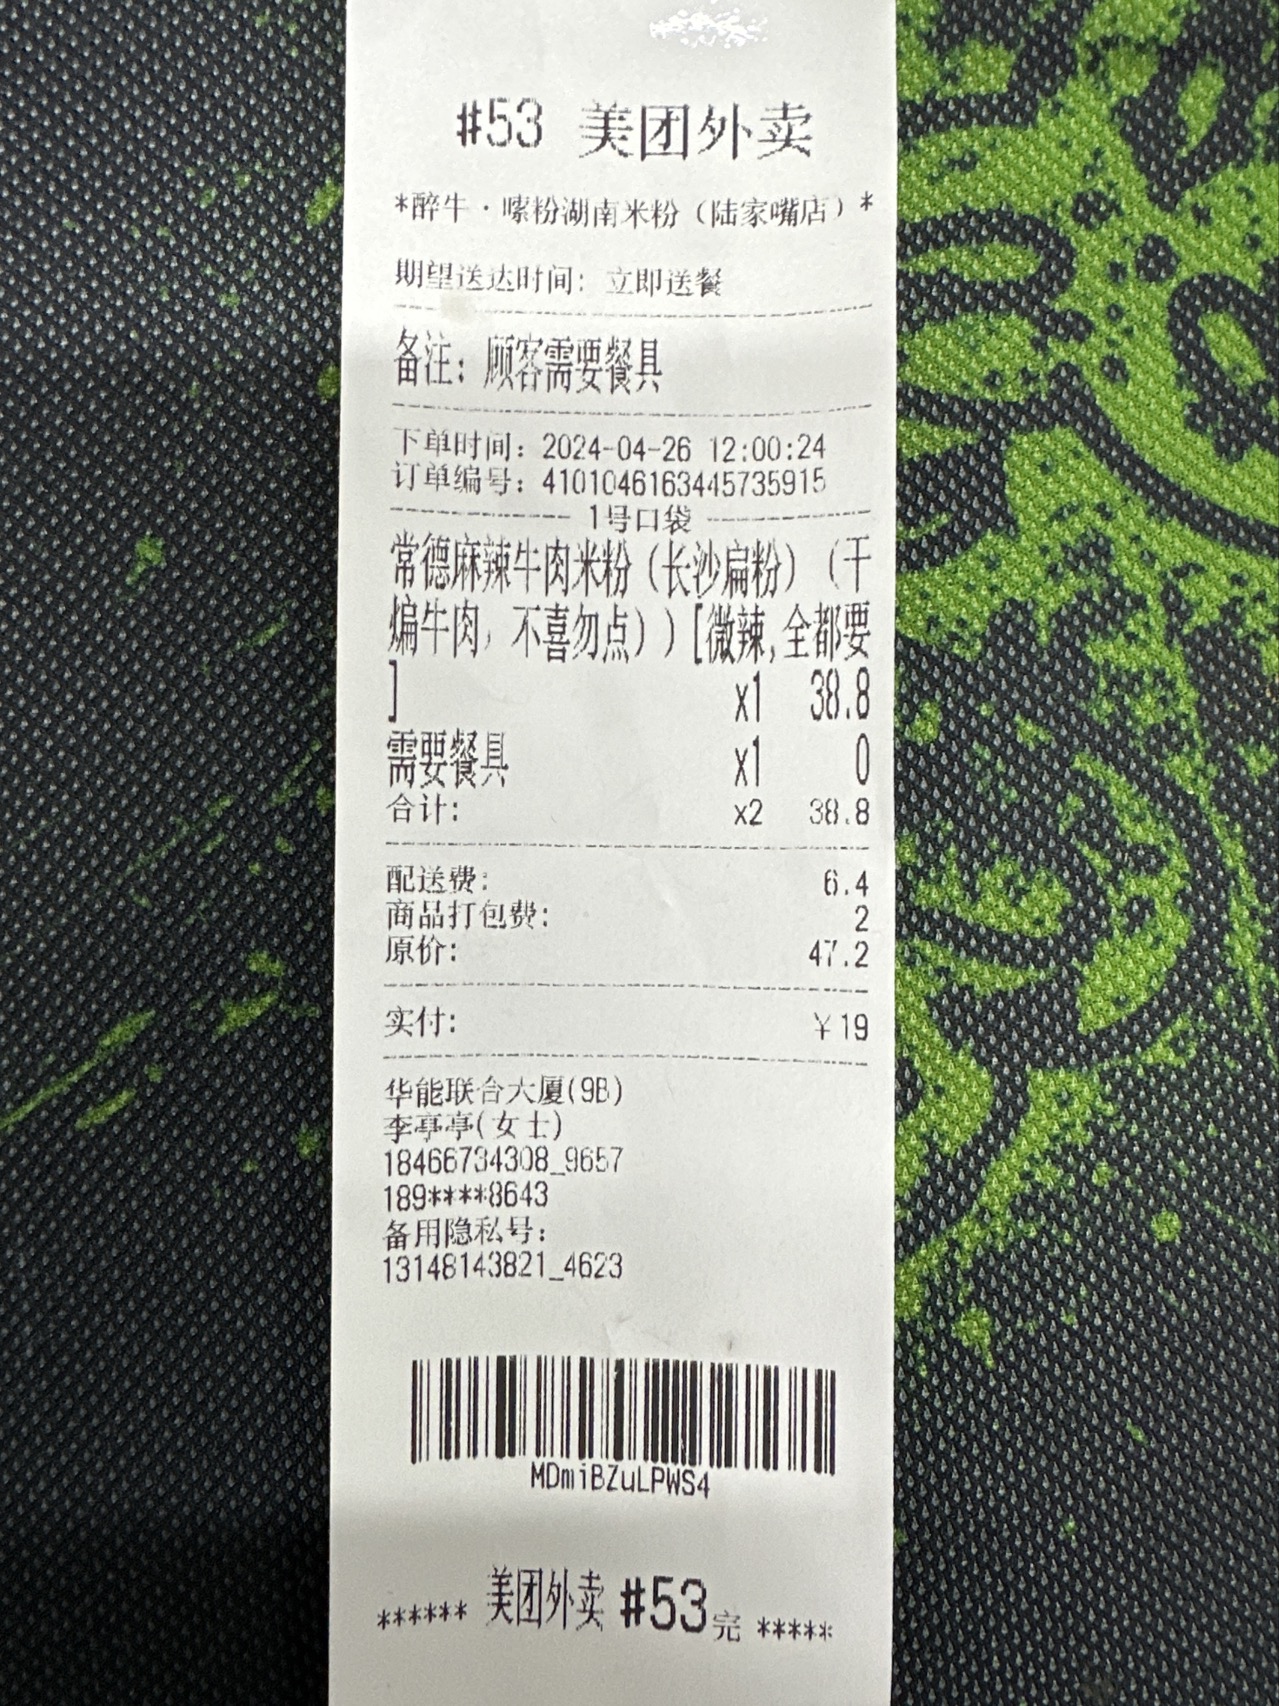 #53 美团外卖
*醉牛·嗦粉湖南米粉（陆家嘴店）*
期望送达时间：立即送餐
备注：顾客需要餐具
下单时间：2024-04-26 12:00:24
订单编号：4101046163445735915
1号口袋
常德麻辣牛肉米粉（长沙扁粉）（干
煸牛肉，不喜勿点））[微辣,全都要
] x1 38.8
需要餐具 x1 0
合计： x2 38.8
配送费： 6.4
商品打包费： 2
原价： 47.2
实付： ￥19
华能联合大厦(9B)
李亭亭(女士)
18466734308_9657
189****8643
备用隐私号：
13148143821_4623
MDmiBZuLPWS4
****** 美团外卖 #53完 *****